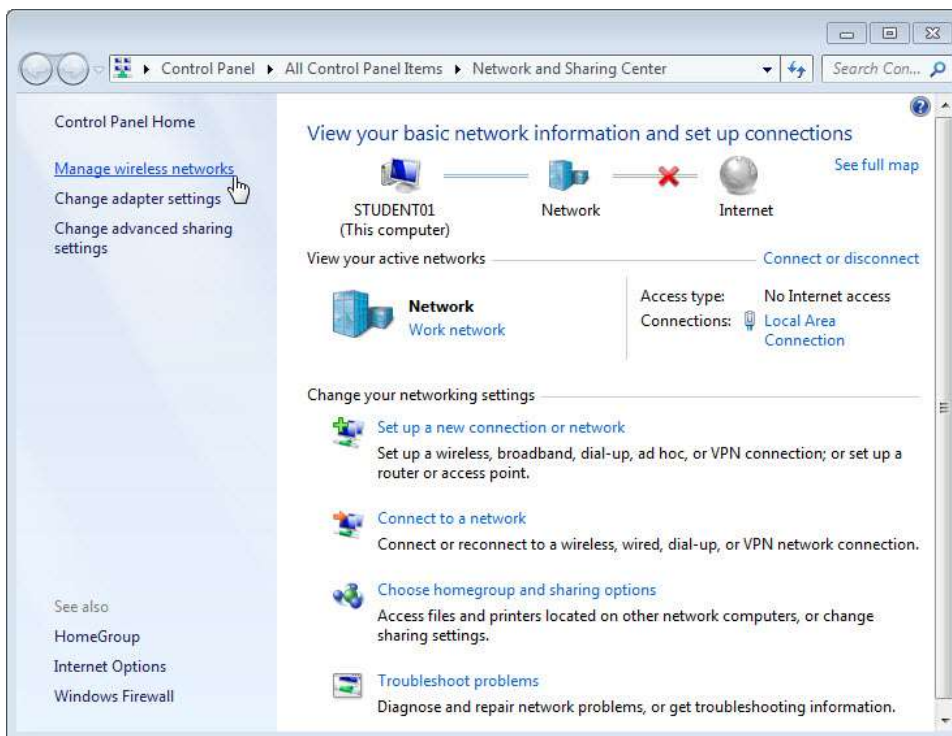 Control Panel ▸ All Control Panel Items ▸ Network and Sharing Center
Search Con...
Control Panel Home
Manage wireless networks
Change adapter settings
Change advanced sharing
settings
See also
HomeGroup
Internet Options
Windows Firewall
View your basic network information and set up connections
See full map
STUDENT01
(This computer)
Network
Internet
View your active networks
Connect or disconnect
Network
Work network
Access type: No Internet access
Connections: Local Area
Connection
Change your networking settings
Set up a new connection or network
Set up a wireless, broadband, dial-up, ad hoc, or VPN connection; or set up a
router or access point.
Connect to a network
Connect or reconnect to a wireless, wired, dial-up, or VPN network connection.
Choose homegroup and sharing options
Access files and printers located on other network computers, or change
sharing settings.
Troubleshoot problems
Diagnose and repair network problems, or get troubleshooting information.